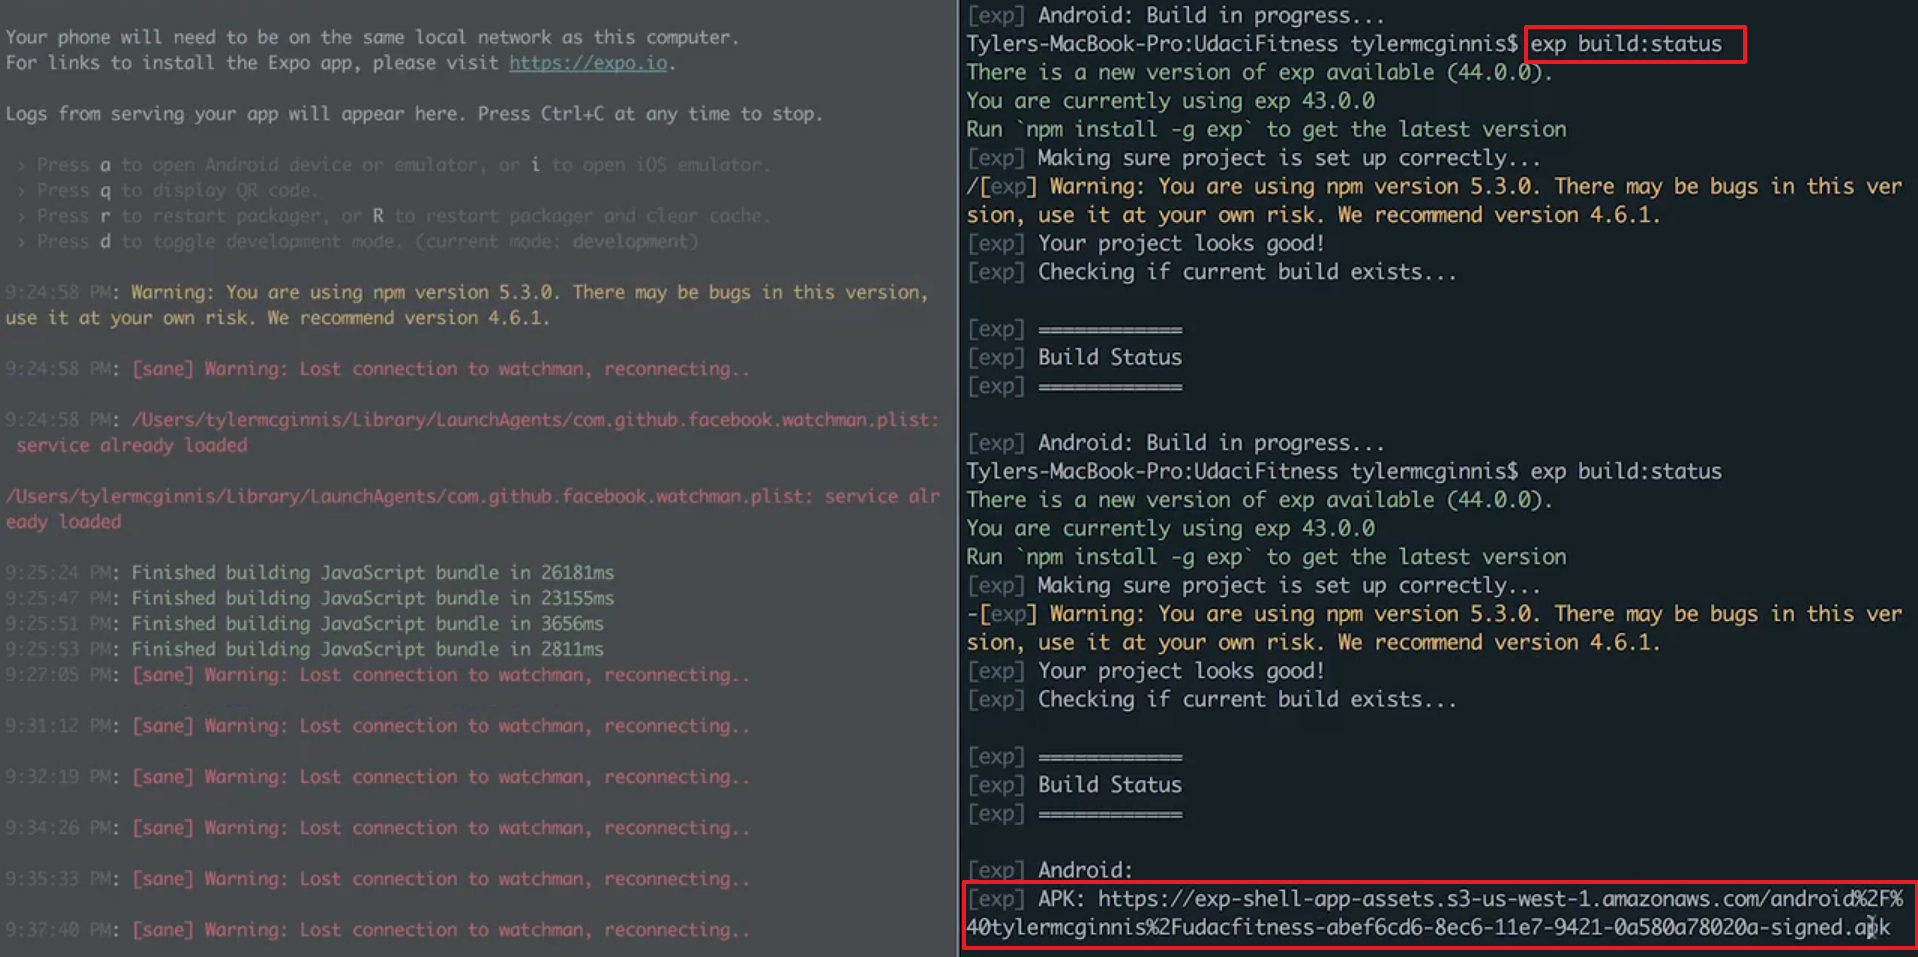 Your phone will need to be on the same local network as this computer.
For links to install the Expo app, please visit https://expo.io.
Logs from serving your app will appear here. Press Ctrl+C at any time to stop.
› Press a to open Android device or emulator, or i to open iOS emulator.
› Press q to display QR code.
› Press r to restart packager, or R to restart packager and clear cache.
› Press d to toggle development mode. (current mode: development)
9:24:58 PM: Warning: You are using npm version 5.3.0. There may be bugs in this version,
use it at your own risk. We recommend version 4.6.1.
9:24:58 PM: [sane] Warning: Lost connection to watchman, reconnecting..
9:24:58 PM: /Users/tylermcginnis/Library/LaunchAgents/com.github.facebook.watchman.plist:
service already loaded
/Users/tylermcginnis/Library/LaunchAgents/com.github.facebook.watchman.plist: service alr
eady loaded
9:25:24 PM: Finished building JavaScript bundle in 26181ms
9:25:47 PM: Finished building JavaScript bundle in 23155ms
9:25:51 PM: Finished building JavaScript bundle in 3656ms
9:25:53 PM: Finished building JavaScript bundle in 2811ms
9:27:05 PM: [sane] Warning: Lost connection to watchman, reconnecting..
9:31:12 PM: [sane] Warning: Lost connection to watchman, reconnecting..
9:32:19 PM: [sane] Warning: Lost connection to watchman, reconnecting..
9:34:26 PM: [sane] Warning: Lost connection to watchman, reconnecting..
9:35:33 PM: [sane] Warning: Lost connection to watchman, reconnecting..
9:37:40 PM: [sane] Warning: Lost connection to watchman, reconnecting..
[exp] Android: Build in progress...
Tylers-MacBook-Pro:UdaciFitness tylermcginnis$ exp build:status
There is a new version of exp available (44.0.0).
You are currently using exp 43.0.0
Run `npm install -g exp` to get the latest version
[exp] Making sure project is set up correctly...
/[exp] Warning: You are using npm version 5.3.0. There may be bugs in this ver
sion, use it at your own risk. We recommend version 4.6.1.
[exp] Your project looks good!
[exp] Checking if current build exists...
[exp] ============
[exp] Build Status
[exp] ============
[exp] Android: Build in progress...
Tylers-MacBook-Pro:UdaciFitness tylermcginnis$ exp build:status
There is a new version of exp available (44.0.0).
You are currently using exp 43.0.0
Run `npm install -g exp` to get the latest version
[exp] Making sure project is set up correctly...
-[exp] Warning: You are using npm version 5.3.0. There may be bugs in this ver
sion, use it at your own risk. We recommend version 4.6.1.
[exp] Your project looks good!
[exp] Checking if current build exists...
[exp] ============
[exp] Build Status
[exp] ============
[exp] Android:
[exp] APK: https://exp-shell-app-assets.s3-us-west-1.amazonaws.com/android%2F%
40tylermcginnis%2Fudacfitness-abef6cd6-8ec6-11e7-9421-0a580a78020a-signed.apk